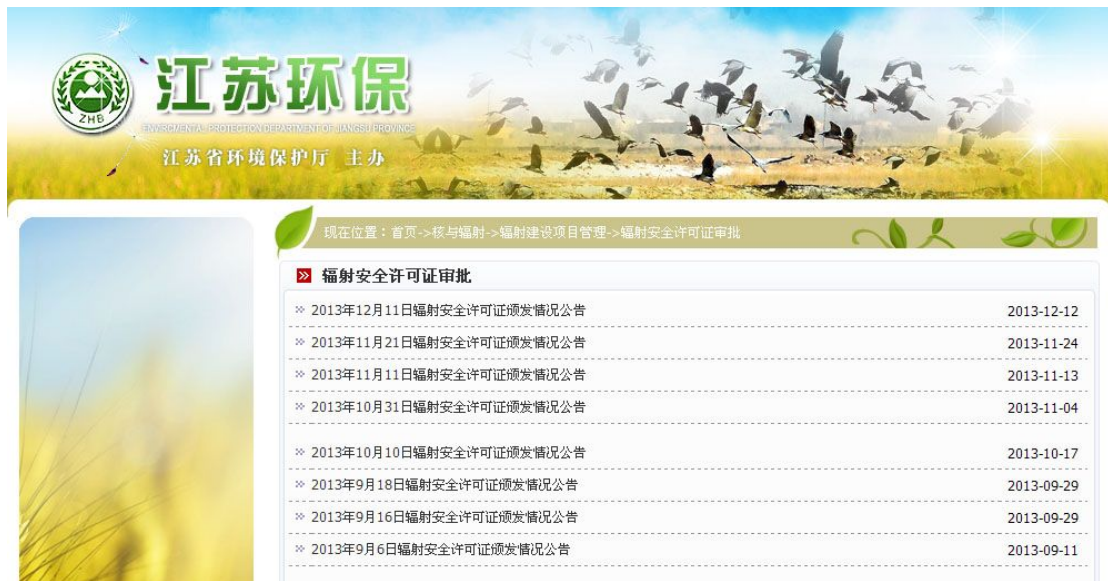 江苏环保
ZHB
ENVIRONMENTAL PROTECTION DEPARTMENT OF JIANGSU PROVINCE
江苏省环境保护厅 主办
现在位置：首页->核与辐射->辐射建设项目管理->辐射安全许可证审批
辐射安全许可证审批
2013年12月11日辐射安全许可证颁发情况公告 2013-12-12
2013年11月21日辐射安全许可证颁发情况公告 2013-11-24
2013年11月11日辐射安全许可证颁发情况公告 2013-11-13
2013年10月31日辐射安全许可证颁发情况公告 2013-11-04
2013年10月10日辐射安全许可证颁发情况公告 2013-10-17
2013年9月18日辐射安全许可证颁发情况公告 2013-09-29
2013年9月16日辐射安全许可证颁发情况公告 2013-09-29
2013年9月6日辐射安全许可证颁发情况公告 2013-09-11